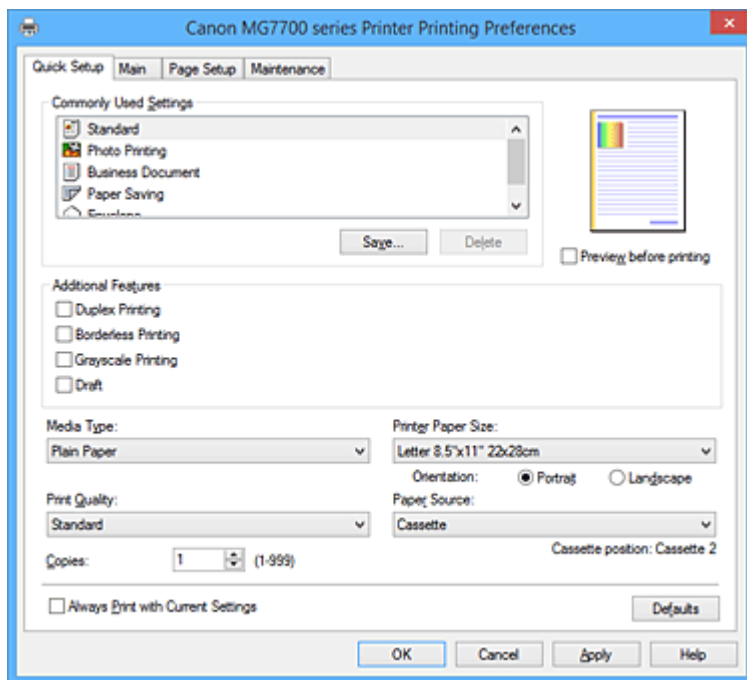 Canon MG7700 series Printer Printing Preferences
Quick Setup Main Page Setup Maintenance
Commonly Used Settings
Standard
Photo Printing
Business Document
Paper Saving
Envelope
Save... Delete
Preview before printing
Addtional Features
Duplex Printing
Borderless Printing
Grayscale Printing
Draft
Media Type:
Plain Paper
Printer Paper Size:
Letter 8.5"x11" 22x28cm
Orientation: Portrait Landscape
Print Quality:
Standard
Paper Source:
Cassette
Cassette position: Cassette 2
Copies: 1 (1-999)
Always Print with Current Settings
Defaults
OK Cancel Apply Help